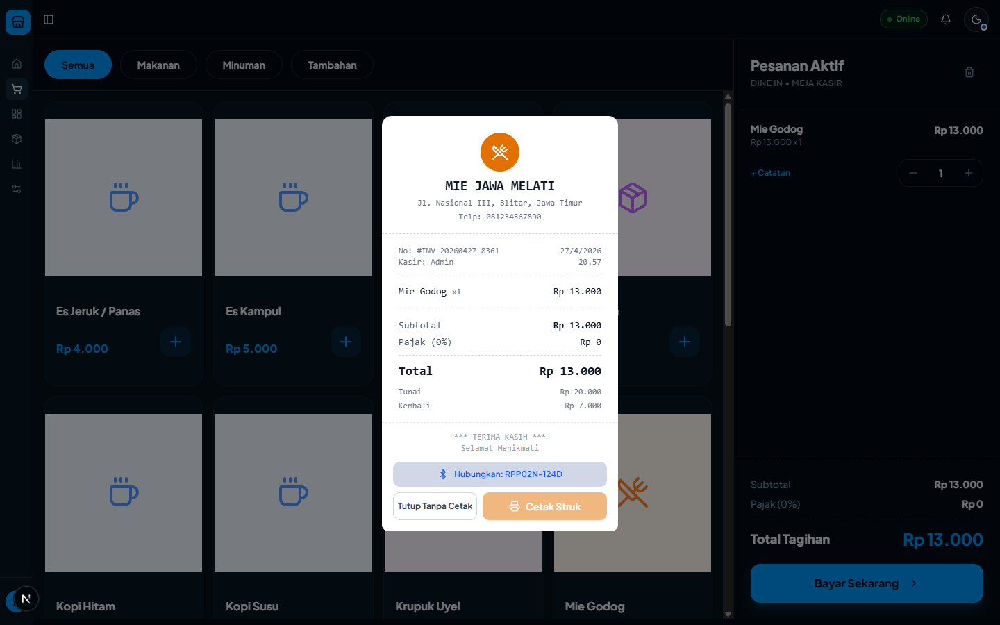 Online
Semua
Makanan
Minuman
Tambahan
Pesanan Aktif
DINE IN • MEJA KASIR
Mie Godog
Rp 13.000
Rp 13.000 x 1
+ Catatan
1
Es Jeruk / Panas
Rp 4.000
Es Kampul
Rp 5.000
MIE JAWA MELATI
Jl. Nasional III, Blitar, Jawa Timur
Telp: 081234567890
No: #INV-20260427-8361
27/4/2026
Kasir: Admin
20.57
Mie Godog x1
Rp 13.000
Subtotal
Rp 13.000
Pajak (0%)
Rp 0
Total
Rp 13.000
Tunai
Rp 20.000
Kembali
Rp 7.000
*** TERIMA KASIH ***
Selamat Menikmati
Hubungkan: RPP02N-124D
Tutup Tanpa Cetak
Cetak Struk
Kopi Hitam
Kopi Susu
Krupuk Uyel
Mie Godog
Subtotal
Rp 13.000
Pajak (0%)
Rp 0
Total Tagihan
Rp 13.000
Bayar Sekarang
N